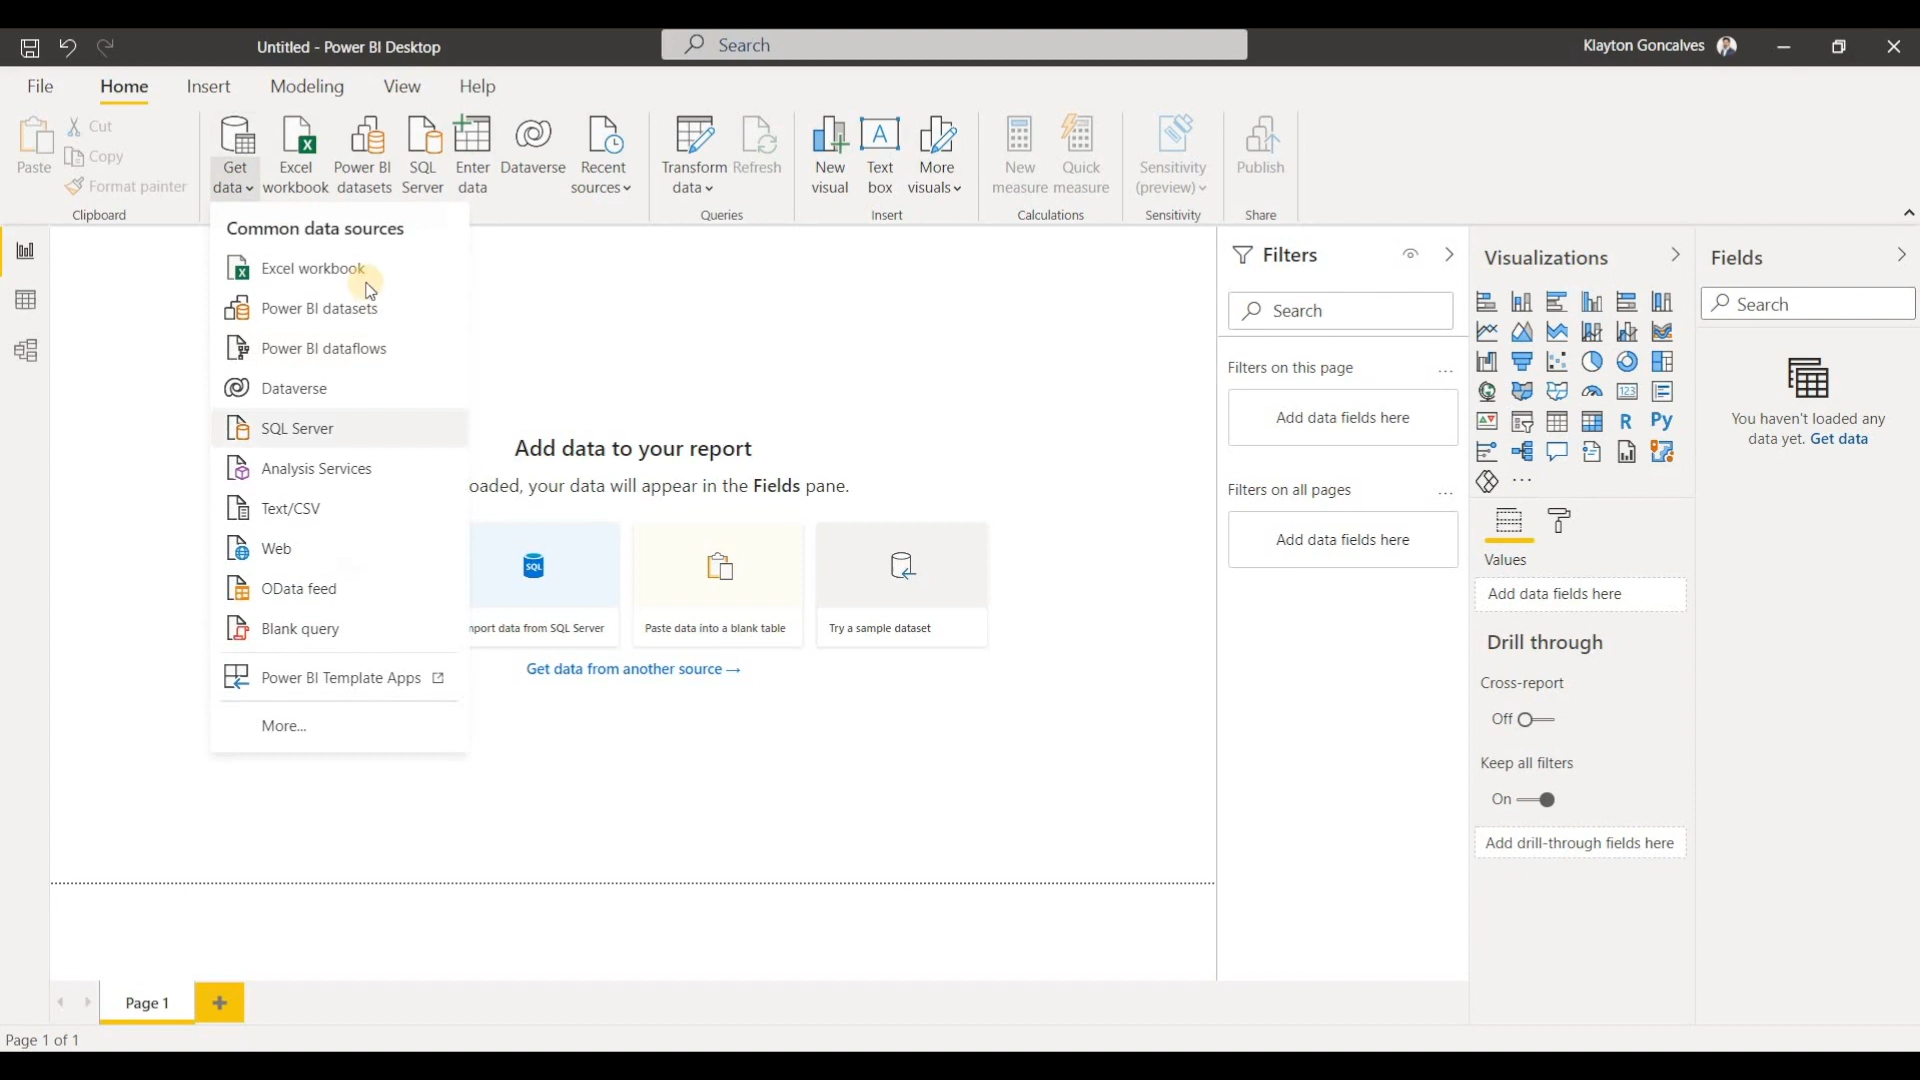 Untitled - Power BI Desktop
Search
Klayton Goncalves
File
Home
Insert
Modeling
View
Help
Paste
Cut
Copy
Format painter
Clipboard
Get
data
Excel
workbook
Power BI
datasets
SQL
Server
Enter
data
Dataverse
Recent
sources
Transform
data
Refresh
Queries
New
visual
A
Text
box
More
visuals
Insert
New
measure
Quick
measure
Calculations
Sensitivity
(preview)
Sensitivity
Publish
Share
Common data sources
Excel workbook
Power BI datasets
Power BI dataflows
Dataverse
SQL Server
Analysis Services
Text/CSV
Web
OData feed
Blank query
Power BI Template Apps
More...
Add data to your report
oaded, your data will appear in the Fields pane.
SQL
mport data from SQL Server
Paste data into a blank table
Try a sample dataset
Get data from another source →
Filters
Search
Filters on this page
...
Add data fields here
Filters on all pages
...
Add data fields here
Visualizations
123
R
Py
...
Values
Add data fields here
Drill through
Cross-report
Off
Keep all filters
On
Add drill-through fields here
Fields
Search
You haven't loaded any
data yet. Get data
Page 1
Page 1 of 1